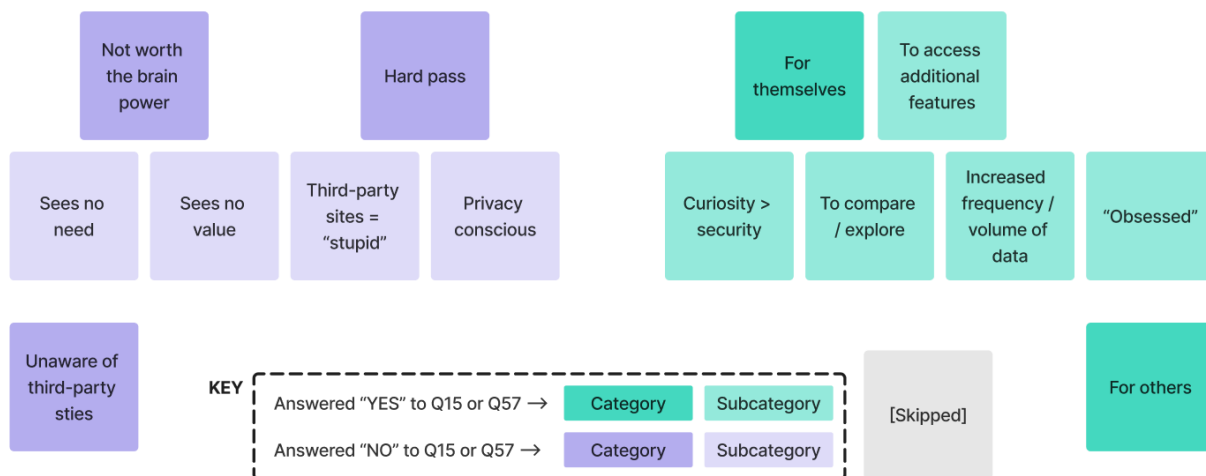 Not worth
the brain
power
Hard pass
For
themselves
To access
additional
features
Sees no
need
Sees no
value
Third-party
sites =
“stupid”
Privacy
conscious
Curiosity >
security
To compare
/ explore
Increased
frequency /
volume of
data
“Obsessed”
Unaware of
third-party
sties
KEY
Answered “YES” to Q15 or Q57 → Category Subcategory
Answered “NO” to Q15 or Q57 → Category Subcategory
[Skipped]
For others